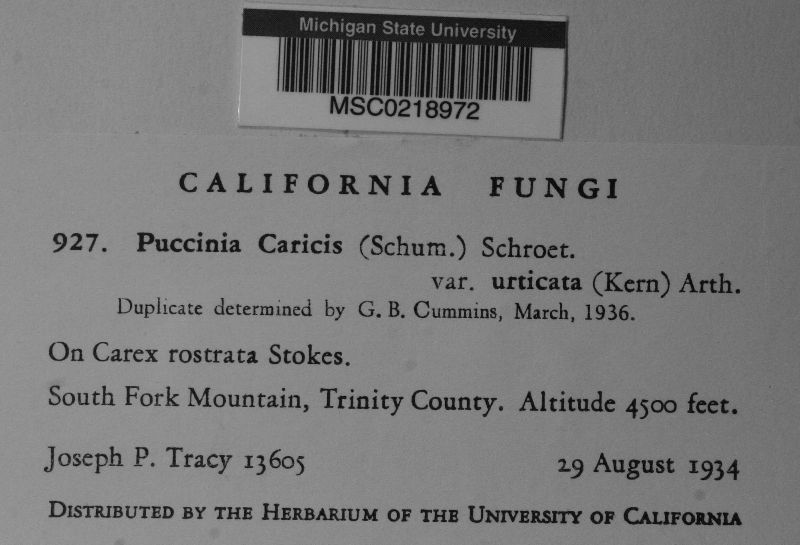 Michigan State University
MSC0218972
CALIFORNIA FUNGI
927. Puccinia Caricis (Schum.) Schroet.
var. urticata (Kern) Arth.
Duplicate determined by G. B. Cummins, March, 1936.
On Carex rostrata Stokes.
South Fork Mountain, Trinity County. Altitude 4500 feet.
Joseph P. Tracy 13605 29 August 1934
DISTRIBUTED BY THE HERBARIUM OF THE UNIVERSITY OF CALIFORNIA